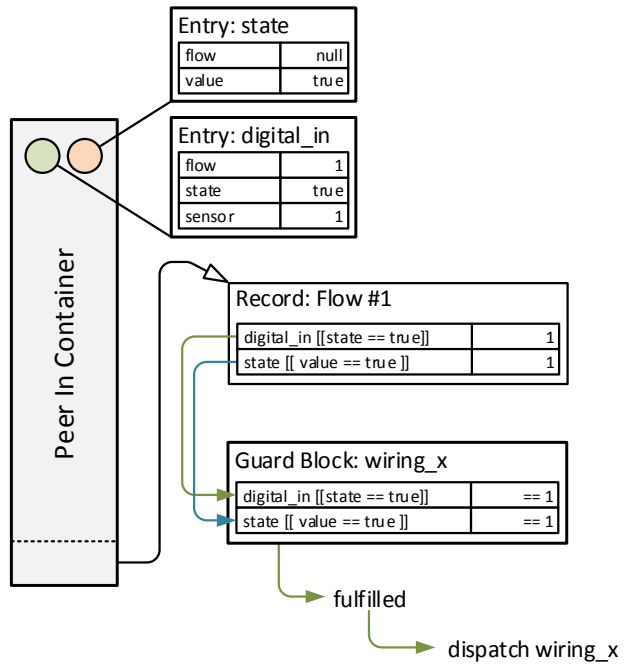 Entry: state
flow null
value true
Entry: digital_in
flow 1
state true
sensor 1
Peer In Container
Record: Flow #1
digital_in [[state == true]] 1
state [[ value == true ]] 1
Guard Block: wiring_x
digital_in [[state == true]] == 1
state [[ value == true ]] == 1
fulfilled
dispatch wiring_x